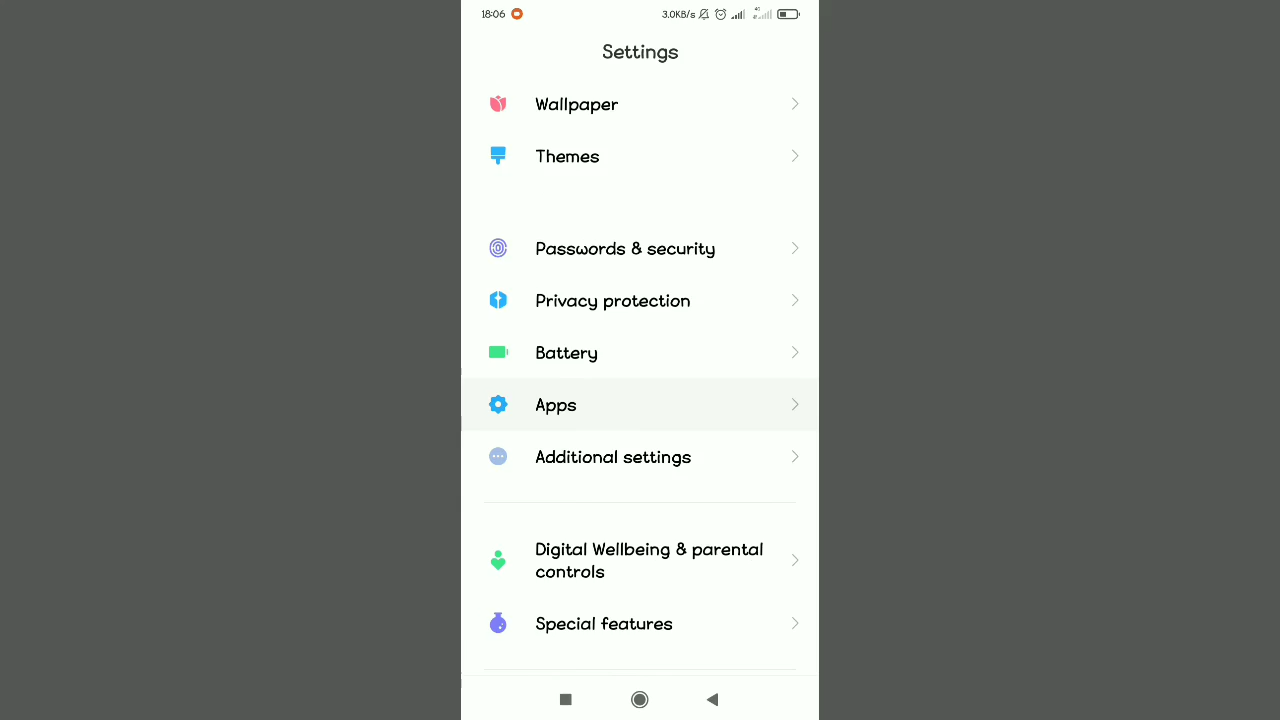 18:06
3.0KB/s
4G
Settings
Wallpaper
Themes
Passwords & security
Privacy protection
Battery
Apps
Additional settings
Digital Wellbeing & parental
controls
Special features